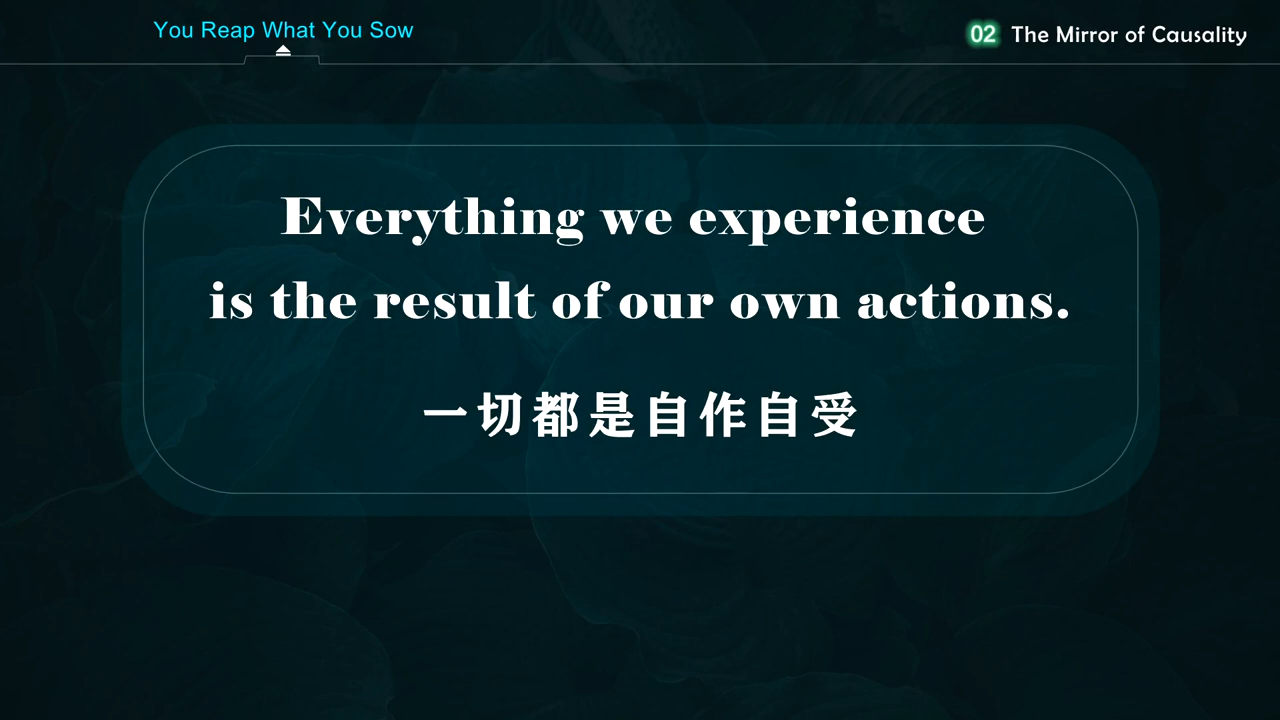 You Reap What You Sow
02 The Mirror of Causality
Everything we experience
is the result of our own actions.
一切都是自作自受